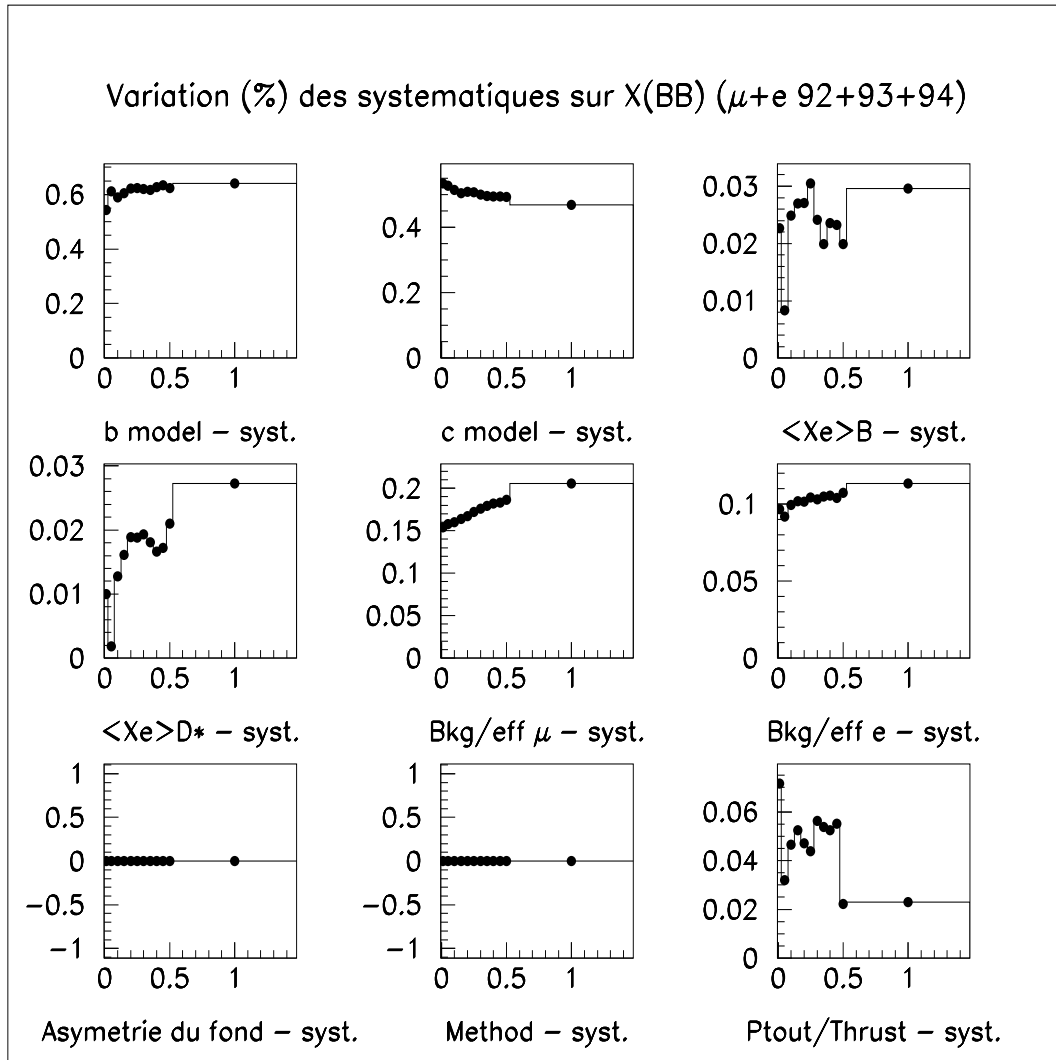 Variation (%) des systematiques sur X(BB) (μ+e 92+93+94)
0.6
0.4
0.2
0
0 0.5 1
b model – syst.
0.4
0.2
0
0 0.5 1
c model – syst.
0.03
0.02
0.01
0
0 0.5 1
<Xe>B – syst.
0.03
0.02
0.01
0
0 0.5 1
<Xe>D* – syst.
0.2
0.15
0.1
0.05
0
0 0.5 1
Bkg/eff μ – syst.
0.1
0.05
0
0 0.5 1
Bkg/eff e – syst.
1
0.5
0
−0.5
−1
0 0.5 1
Asymetrie du fond – syst.
1
0.5
0
−0.5
−1
0 0.5 1
Method – syst.
0.06
0.04
0.02
0
0 0.5 1
Ptout/Thrust – syst.